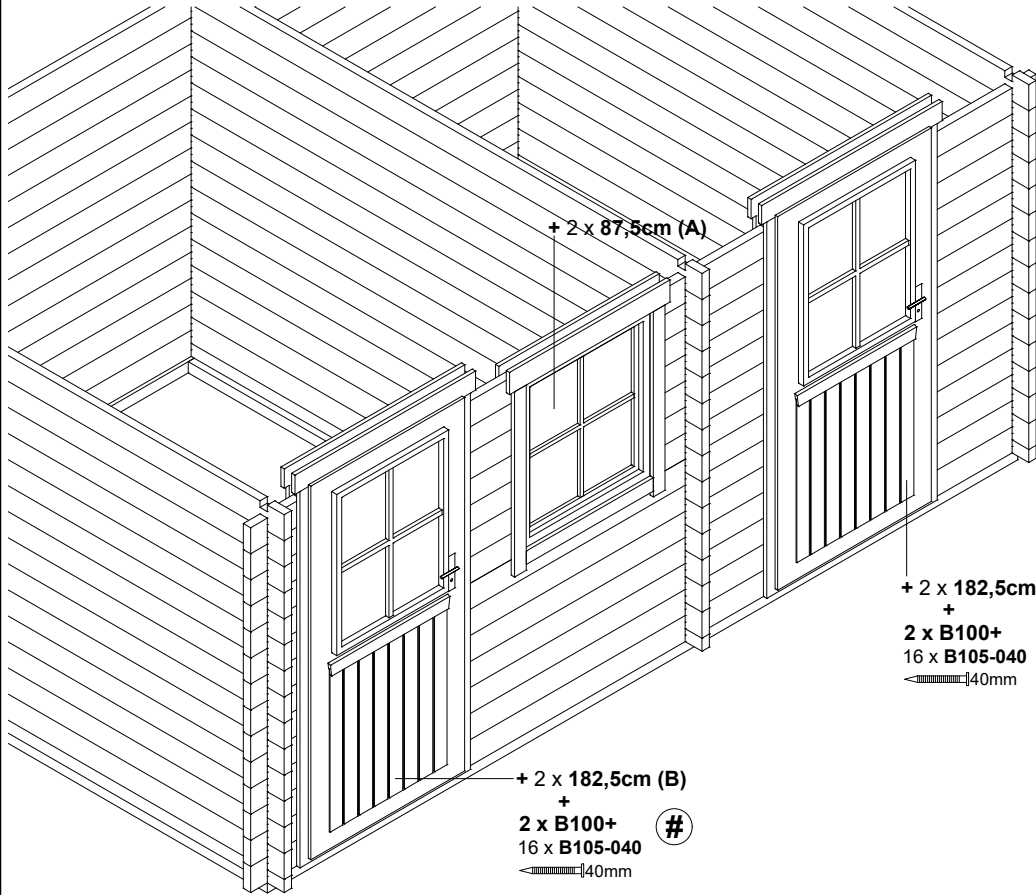 + 2 x 87,5cm (A)
+ 2 x 182,5cm
+
2 x B100+
16 x B105-040
40mm
+ 2 x 182,5cm (B)
+
2 x B100+
#
16 x B105-040
40mm